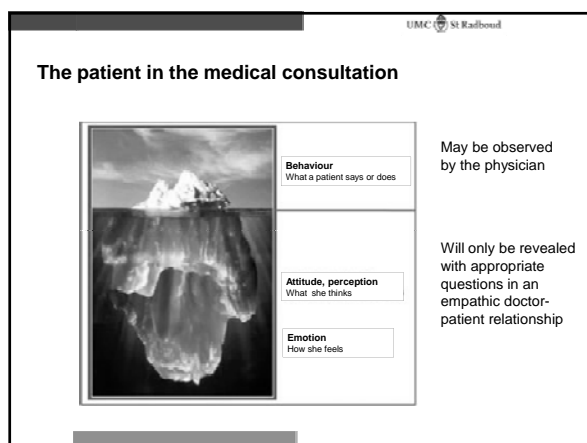 UMC St Radboud
The patient in the medical consultation
Behaviour
What a patient says or does
May be observed
by the physician
Attitude, perception
What she thinks
Emotion
How she feels
Will only be revealed
with appropriate
questions in an
empathic doctor-
patient relationship